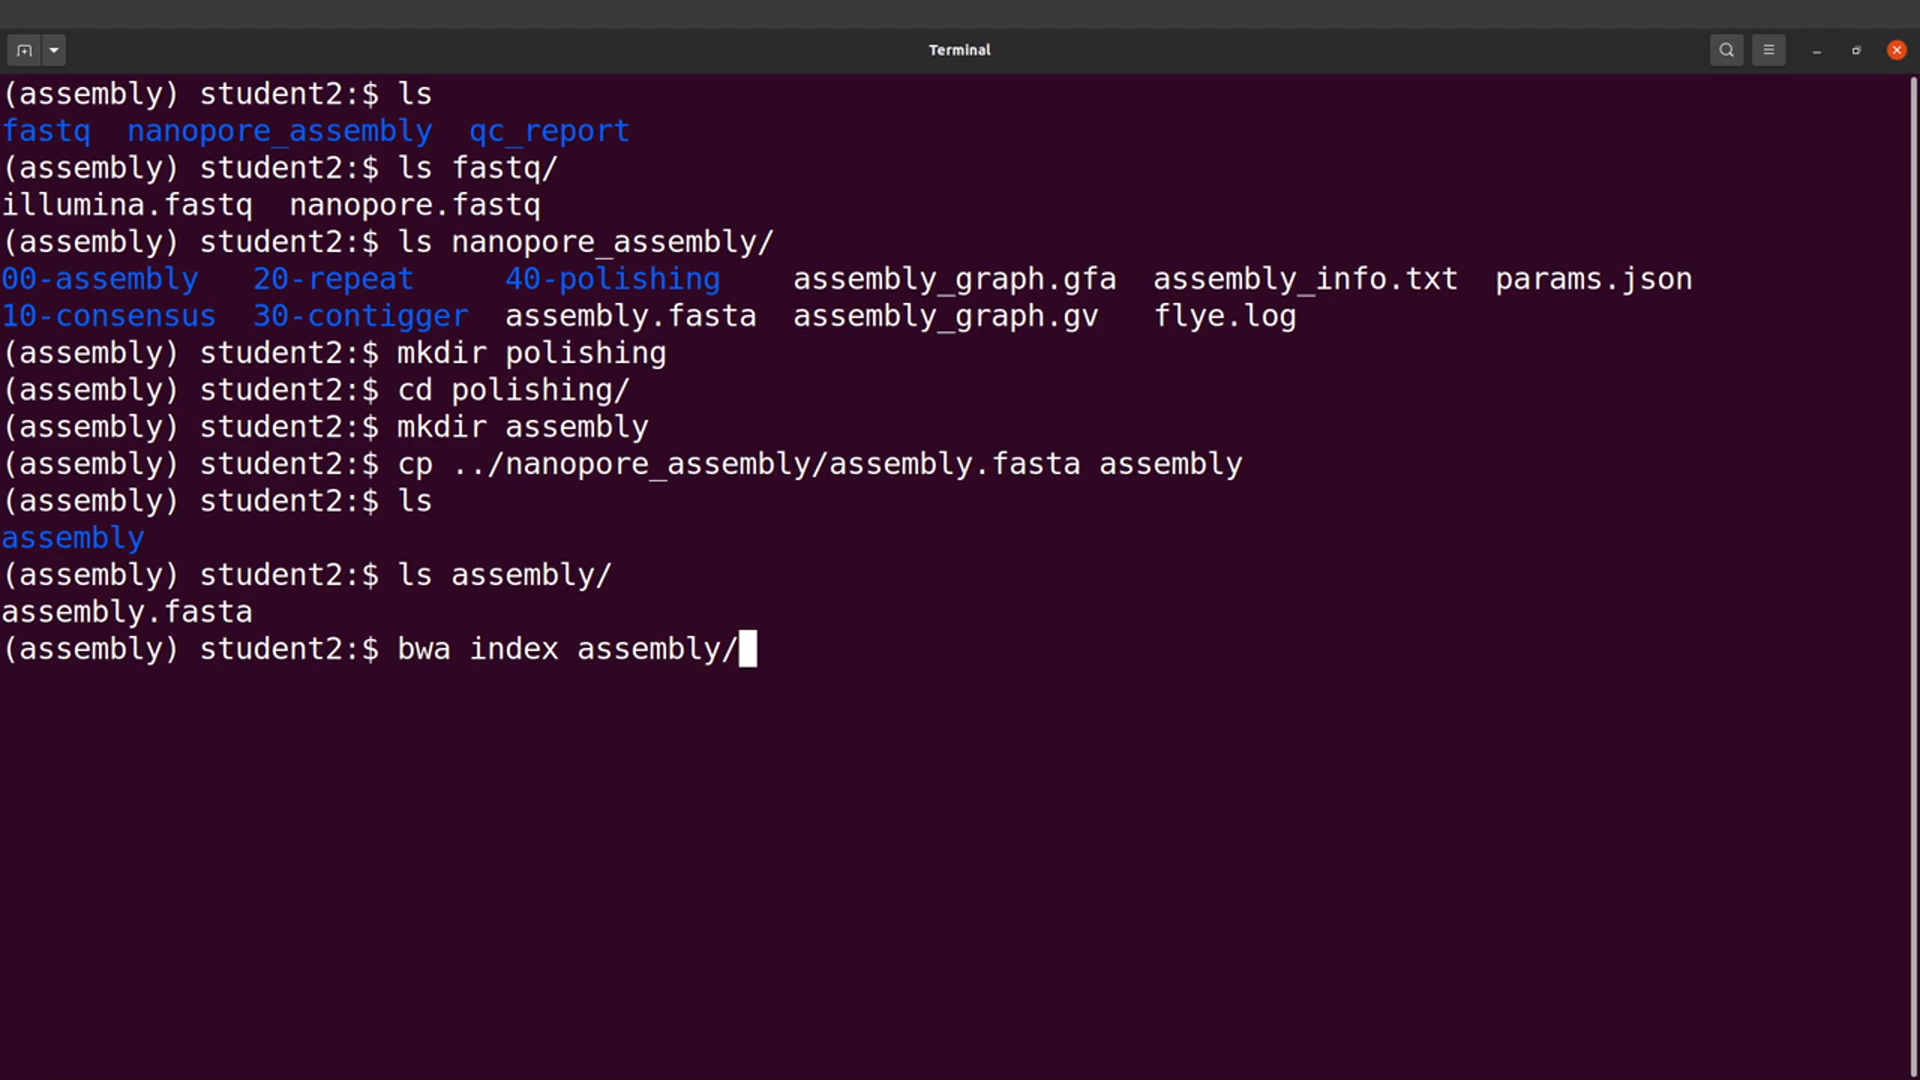 Terminal
(assembly) student2:$ ls
fastq  nanopore_assembly  qc_report
(assembly) student2:$ ls fastq/
illumina.fastq  nanopore.fastq
(assembly) student2:$ ls nanopore_assembly/
00-assembly   20-repeat     40-polishing    assembly_graph.gfa  assembly_info.txt  params.json
10-consensus  30-contigger  assembly.fasta  assembly_graph.gv   flye.log
(assembly) student2:$ mkdir polishing
(assembly) student2:$ cd polishing/
(assembly) student2:$ mkdir assembly
(assembly) student2:$ cp ../nanopore_assembly/assembly.fasta assembly
(assembly) student2:$ ls
assembly
(assembly) student2:$ ls assembly/
assembly.fasta
(assembly) student2:$ bwa index assembly/